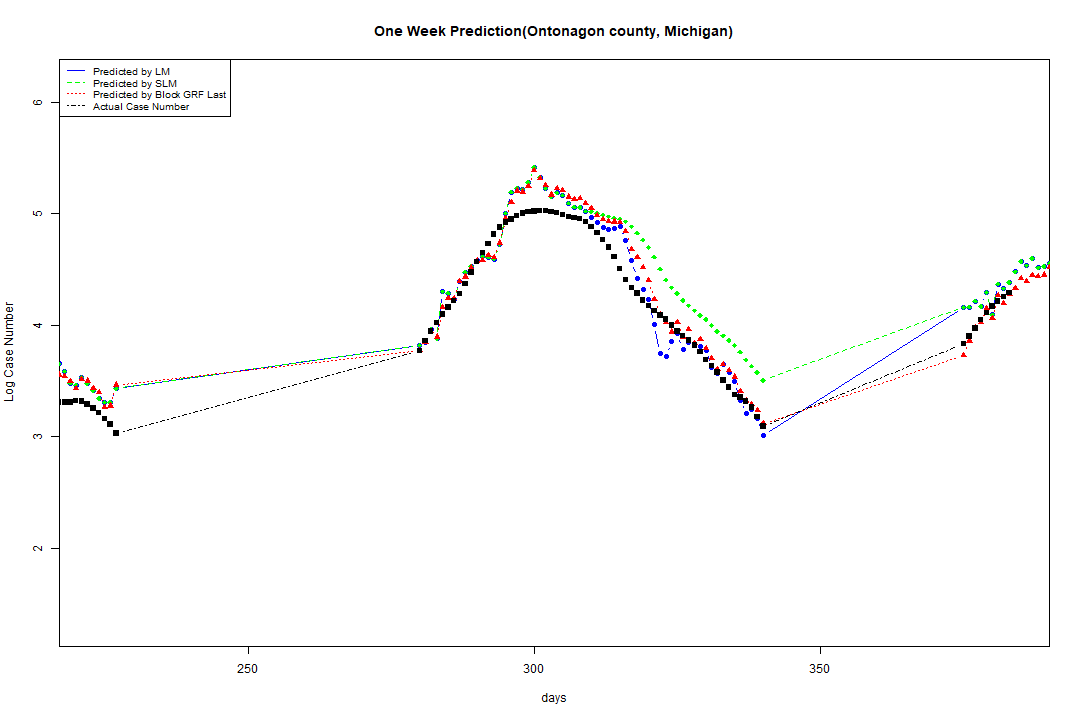 One Week Prediction(Ontonagon county, Michigan)
Predicted by LM
Predicted by SLM
Predicted by Block GRF Last
Actual Case Number
6
5
4
3
2
Log Case Number
250
300
350
days